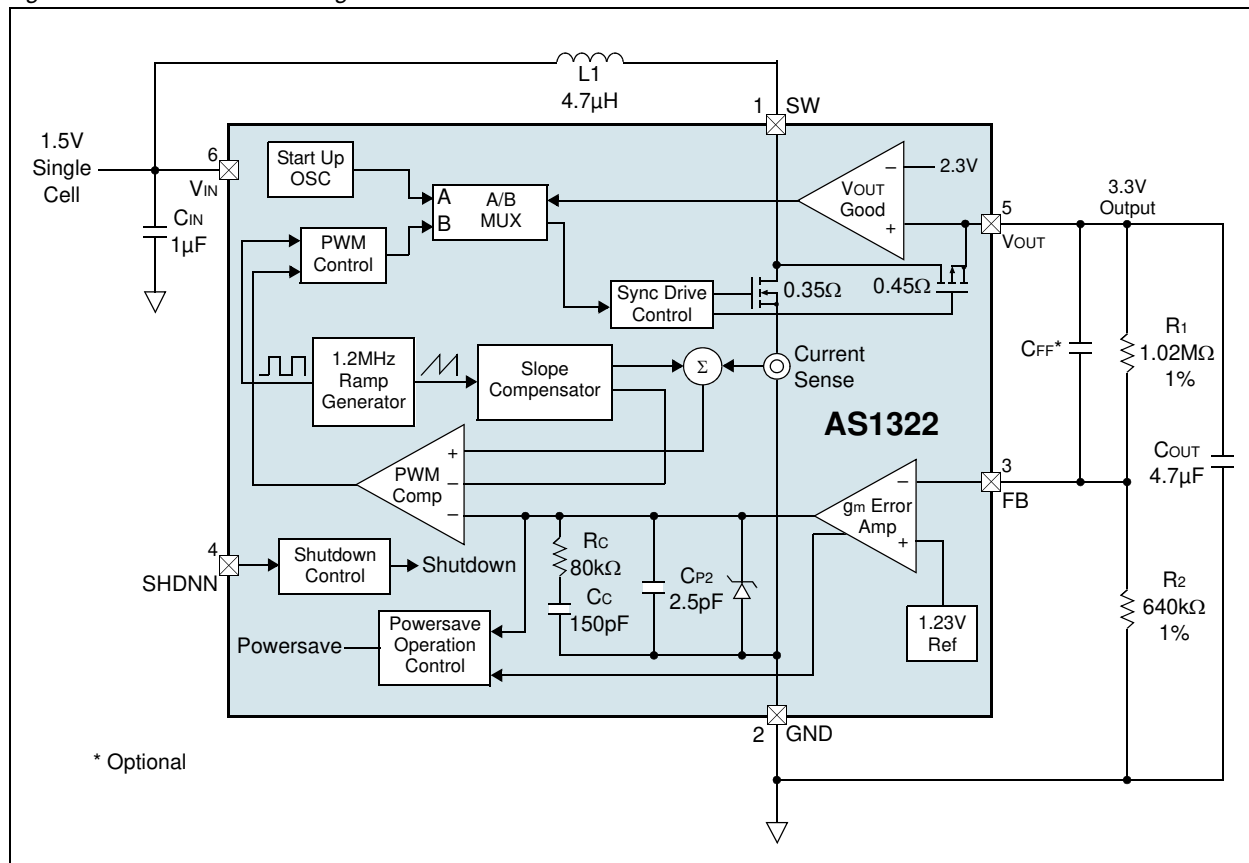 L1
4.7µH
1 SW
1.5V
Single
Cell
6
VIN
CIN
1µF
Start Up
OSC
A
B
A/B
MUX
VOUT
Good
−
2.3V
+
5
VOUT
3.3V
Output
PWM
Control
Sync Drive
Control
0.35Ω
0.45Ω
1.2MHz
Ramp
Generator
Slope
Compensator
Σ
Current
Sense
CFF*
R1
1.02MΩ
1%
AS1322
COUT
4.7µF
PWM
Comp
+
−
−
gm Error
Amp
−
+
3
FB
4
SHDNN
Shutdown
Control
Shutdown
RC
80kΩ
CC
150pF
CP2
2.5pF
1.23V
Ref
R2
640kΩ
1%
Powersave
Powersave
Operation
Control
2 GND
* Optional